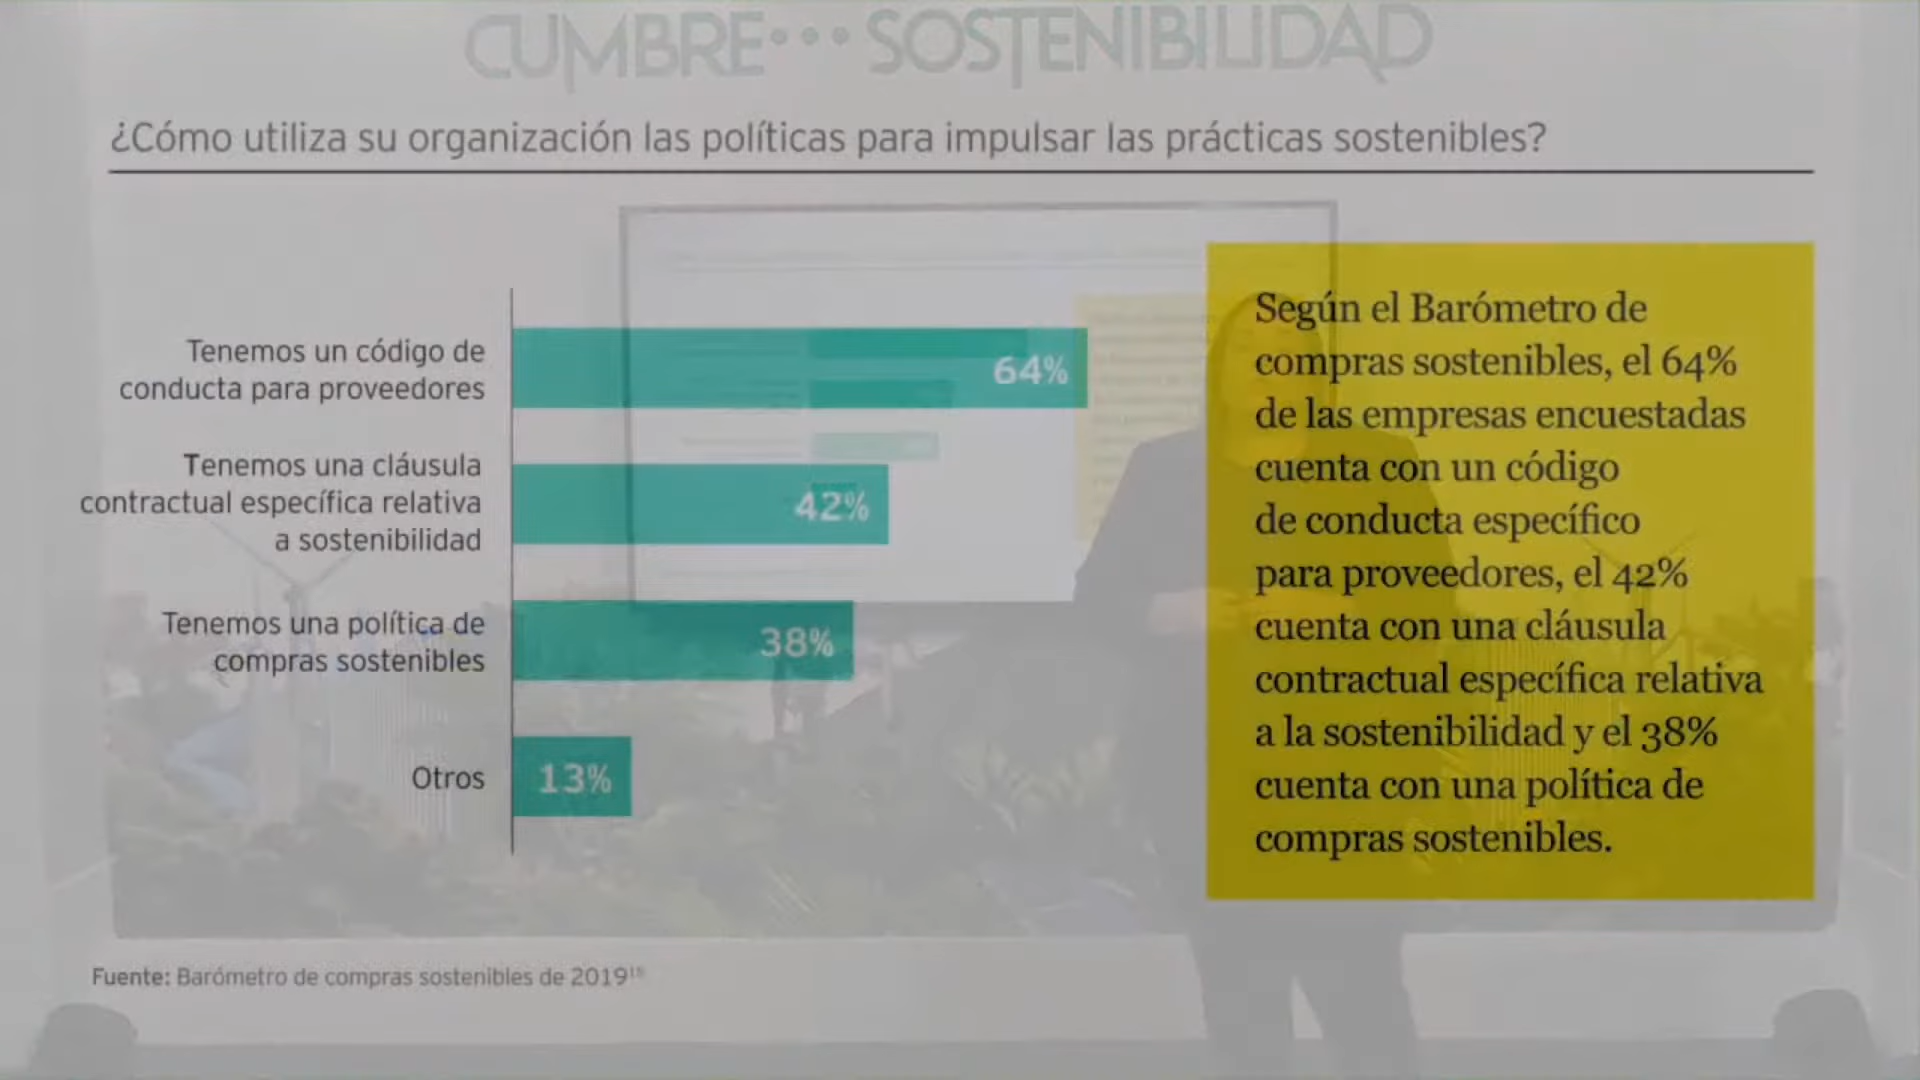 CUMBRE••• SOSTENIBILIDAD
¿Cómo utiliza su organización las políticas para impulsar las prácticas sostenibles?
Tenemos un código de
conducta para proveedores
64%
Tenemos una cláusula
contractual específica relativa
a sostenibilidad
42%
Tenemos una política de
compras sostenibles
38%
Otros
13%
Según el Barómetro de
compras sostenibles, el 64%
de las empresas encuestadas
cuenta con un código
de conducta específico
para proveedores, el 42%
cuenta con una cláusula
contractual específica relativa
a la sostenibilidad y el 38%
cuenta con una política de
compras sostenibles.
Fuente: Barómetro de compras sostenibles de 2019¹⁵